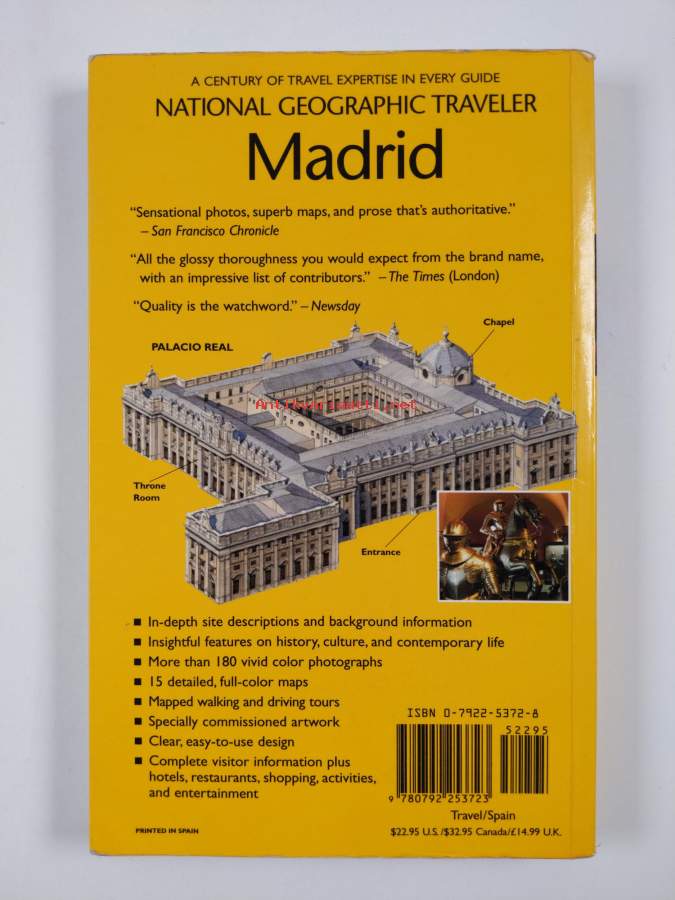 A CENTURY OF TRAVEL EXPERTISE IN EVERY GUIDE
NATIONAL GEOGRAPHIC TRAVELER
Madrid
“Sensational photos, superb maps, and prose that’s authoritative.”
– San Francisco Chronicle
“All the glossy thoroughness you would expect from the brand name,
with an impressive list of contributors.” – The Times (London)
“Quality is the watchword.” – Newsday
Chapel
PALACIO REAL
Antikvariaatti.net
Throne
Room
Entrance
■ In-depth site descriptions and background information
■ Insightful features on history, culture, and contemporary life
■ More than 180 vivid color photographs
■ 15 detailed, full-color maps
■ Mapped walking and driving tours
■ Specially commissioned artwork
■ Clear, easy-to-use design
■ Complete visitor information plus
hotels, restaurants, shopping, activities,
and entertainment
ISBN 0-7922-5372-8
52295
9 780792 253723
Travel/Spain
PRINTED IN SPAIN
$22.95 U.S./$32.95 Canada/£14.99 U.K.